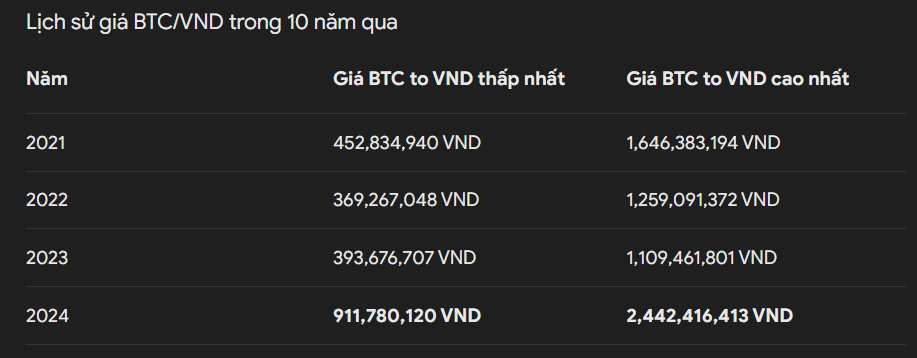 Lịch sử giá BTC/VND trong 10 năm qua
Năm Giá BTC to VND thấp nhất Giá BTC to VND cao nhất
2021 452,834,940 VND 1,646,383,194 VND
2022 369,267,048 VND 1,259,091,372 VND
2023 393,676,707 VND 1,109,461,801 VND
2024 911,780,120 VND 2,442,416,413 VND